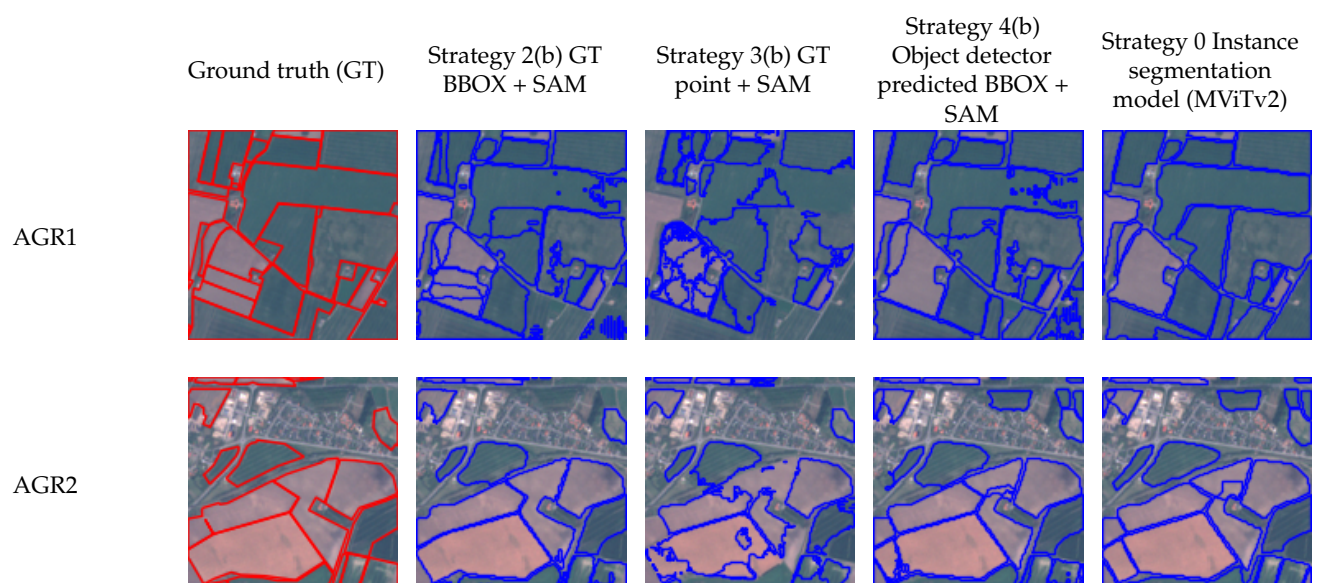 Ground truth (GT)
Strategy 2(b) GT
BBOX + SAM
Strategy 3(b) GT
point + SAM
Strategy 4(b)
Object detector
predicted BBOX +
SAM
Strategy 0 Instance
segmentation
model (MViTv2)
AGR1
AGR2